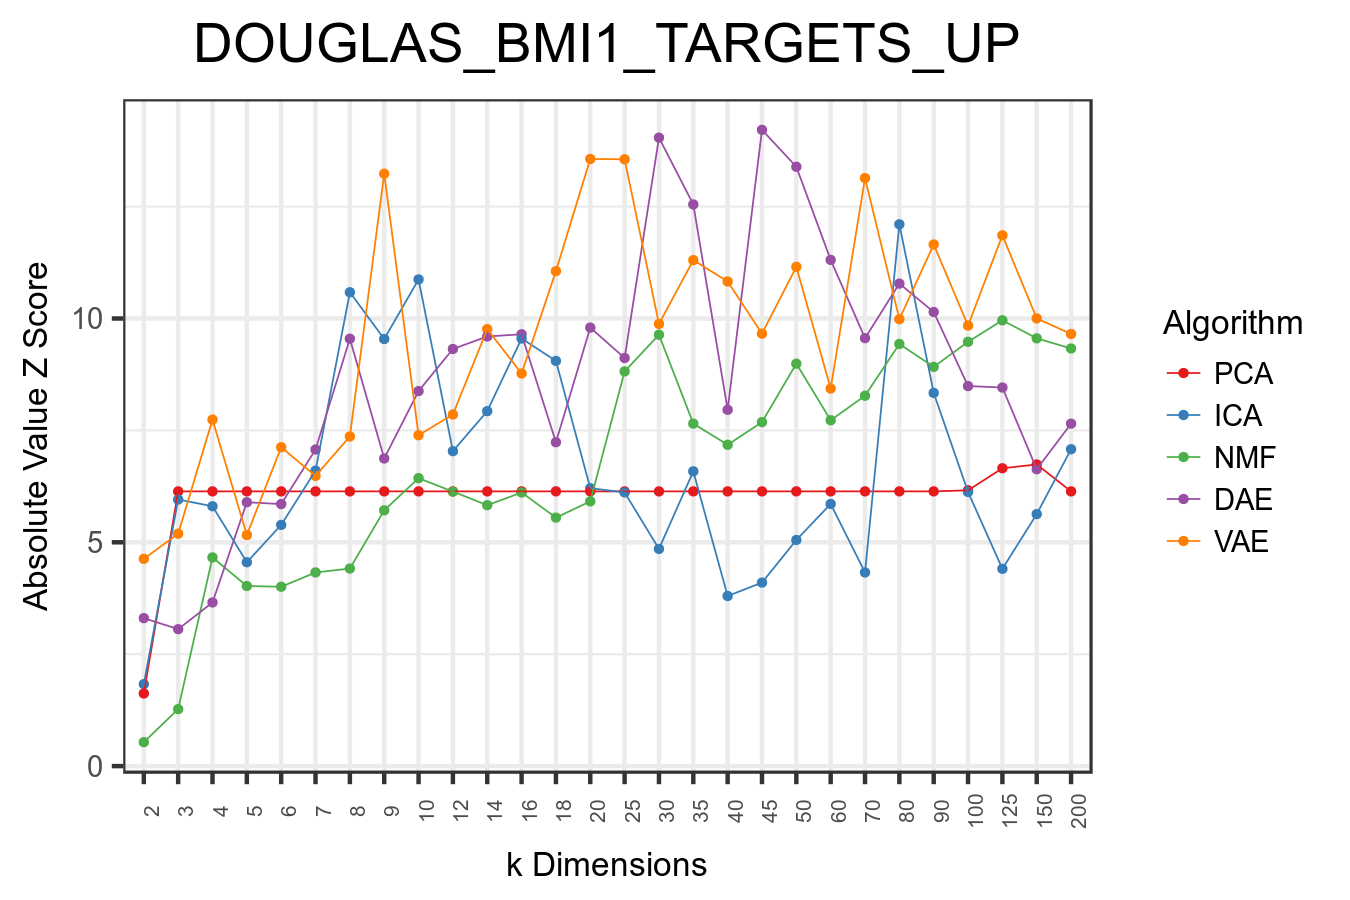 DOUGLAS_BMI1_TARGETS_UP
Absolute Value Z Score
10
5
0
2 3 4 5 6 7 8 9 10 12 14 16 18 20 25 30 35 40 45 50 60 70 80 90 100 125 150 200
k Dimensions
Algorithm
PCA
ICA
NMF
DAE
VAE